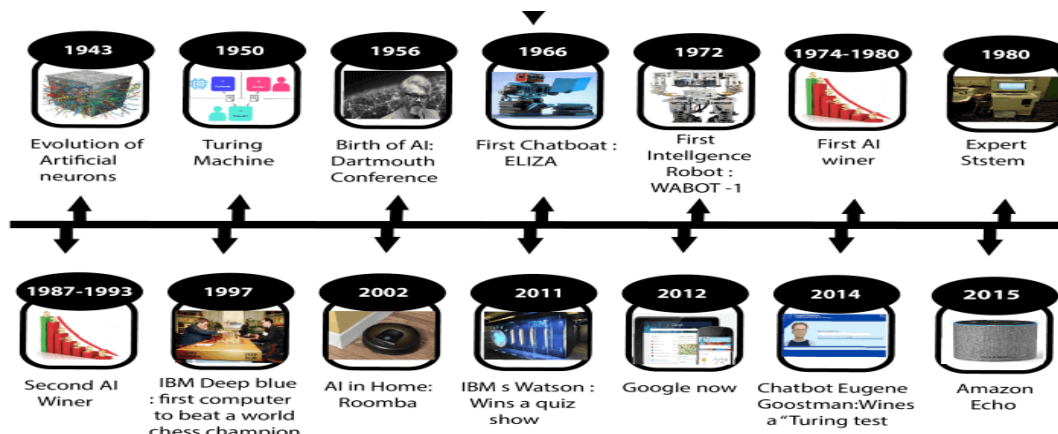 1943
1950
1956
1966
1972
1974-1980
1980
Evolution of
Artificial
neurons
Turing
Machine
Birth of AI:
Dartmouth
Conference
First Chatboat :
ELIZA
First
Intellgence
Robot :
WABOT -1
First AI
winer
Expert
Ststem
1987-1993
1997
2002
2011
2012
2014
2015
Second AI
Winer
IBM Deep blue
: first computer
to beat a world
chess champion
AI in Home:
Roomba
IBM s Watson :
Wins a quiz
show
Google now
Chatbot Eugene
Goostman:Wines
a "Turing test
Amazon
Echo